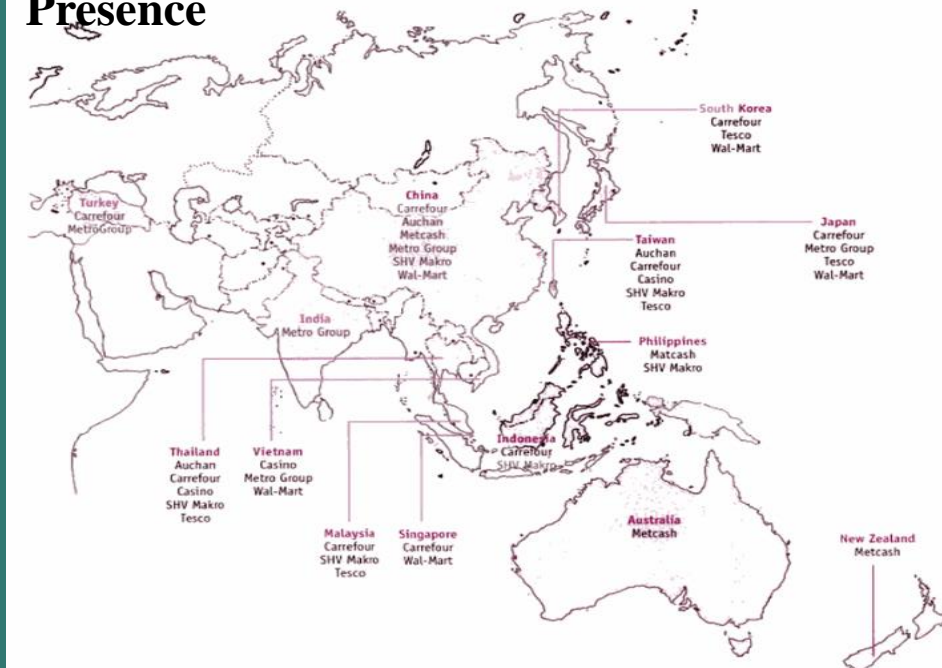 Presence
South Korea
Carrefour
Tesco
Wal-Mart
Turkey
Carrefour
MetroGroup
China
Carrefour
Auchan
Metcash
Metro Group
SHV Makro
Wal-Mart
Japan
Carrefour
Metro Group
Tesco
Wal-Mart
Taiwan
Auchan
Carrefour
Casino
SHV Makro
Tesco
India
Metro Group
Philippines
Matcash
SHV Makro
Indonesia
Carrefour
SHV Makro
Thailand
Auchan
Carrefour
Casino
SHV Makro
Tesco
Vietnam
Casino
Metro Group
Wal-Mart
Malaysia
Carrefour
SHV Makro
Tesco
Singapore
Carrefour
Wal-Mart
Australia
Metcash
New Zealand
Metcash